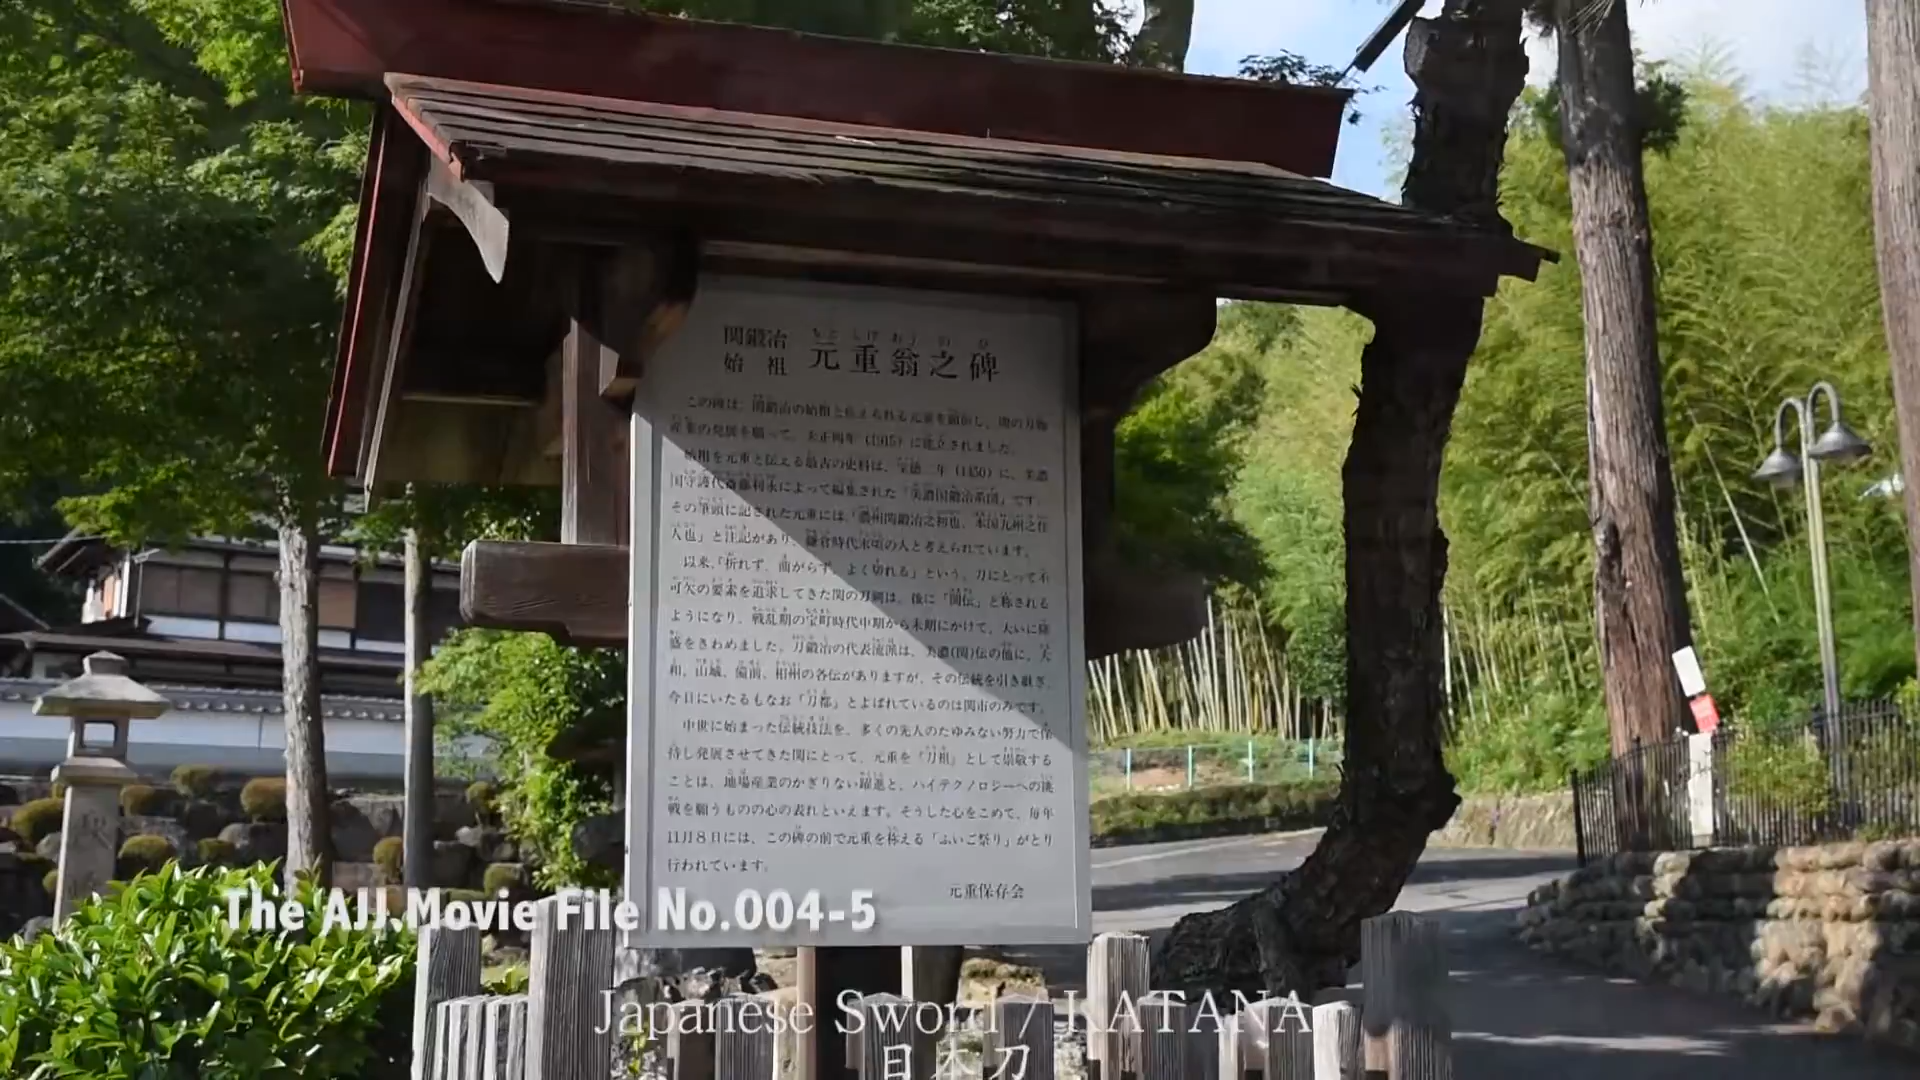 関鍛冶
始祖
もとしげおうのひ
元重翁之碑
この碑は、関鍛冶の始祖と伝えられる元重を顕彰し、関の刃物
産業の発展を願って、大正四年（1915）に建立されました。
始祖を元重と伝える最古の史料は、宝徳二年（1450）に、美濃
国守護代斎藤利永によって編集された「美濃国鍛冶系図」です。
その筆頭に記された元重には、「濃州関鍛冶之初也、本国九州之住
人也」と注記があり、鎌倉時代末頃の人と考えられています。
以来、「折れず、曲がらず、よく切れる」という、刀にとって不
可欠の要素を追求してきた関の刀剣は、後に「関伝」と称される
ようになり、戦乱期の室町時代中期から末期にかけて、大いに隆
盛をきわめました。刀鍛冶の代表流派は、美濃(関)伝の他に、大
和、山城、備前、相州の各伝がありますが、その伝統を引き継ぎ、
今日にいたるもなお「刀都」とよばれているのは関市のみです。
中世に始まった伝統技法を、多くの先人のたゆみない努力で保
持し発展させてきた関にとって、元重を「刀祖」として崇敬する
ことは、地場産業のかぎりない躍進と、ハイテクノロジーへの挑
戦を願うものの心の表れといえます。そうした心をこめて、毎年
11月8日には、この碑の前で元重を称える「ふいご祭り」がとり
行われています。
元重保存会
The AJJ.Movie File No.004-5
Japanese Sword / KATANA
日本刀